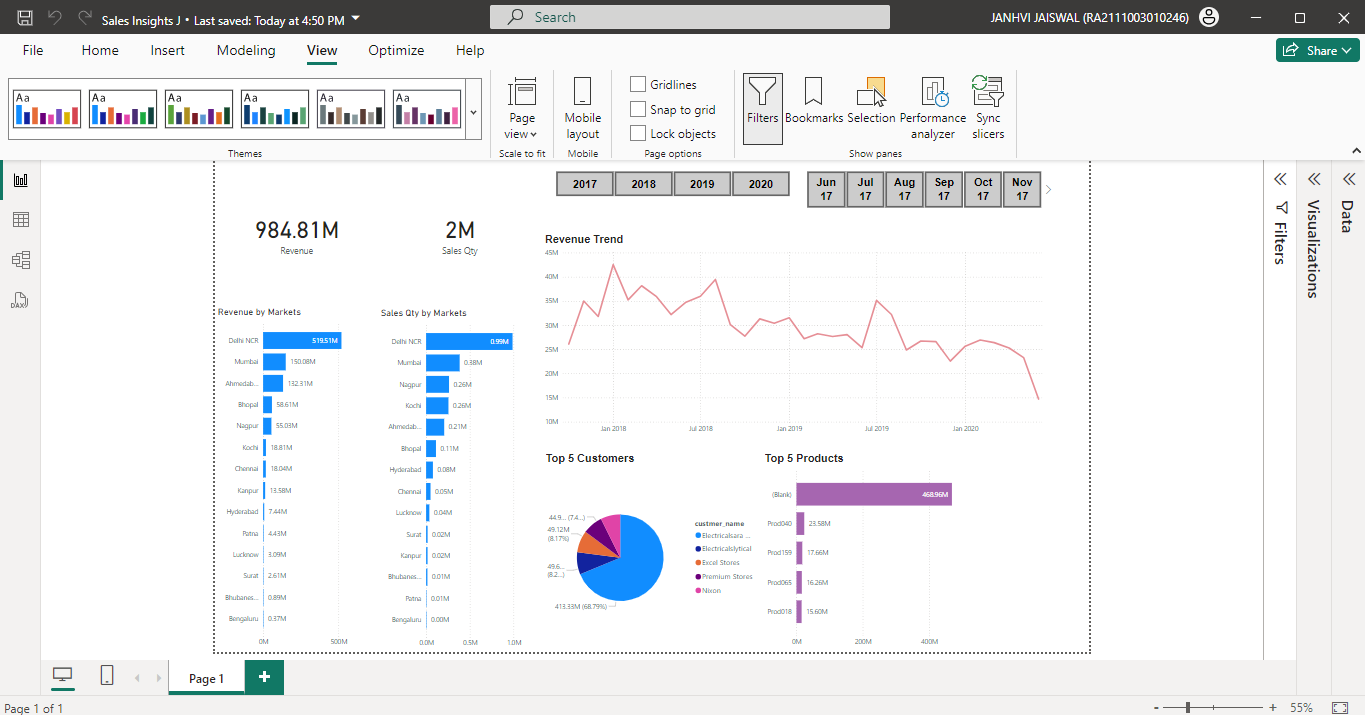 Sales Insights J • Last saved: Today at 4:50 PM
Search
JANHVI JAISWAL (RA2111003010246)
File Home Insert Modeling View Optimize Help
Share
Aa Aa Aa Aa Aa Aa
Themes
Page view
Scale to fit
Mobile layout
Mobile
Gridlines
Snap to grid
Lock objects
Page options
Filters
Bookmarks
Selection
Performance analyzer
Sync slicers
Show panes
DAX
2017 2018 2019 2020
Jun 17 Jul 17 Aug 17 Sep 17 Oct 17 Nov 17
984.81M
Revenue
2M
Sales Qty
Revenue by Markets
Delhi NCR 519.51M
Mumbai 150.08M
Ahmedab... 132.31M
Bhopal 58.61M
Nagpur 55.03M
Kochi 18.81M
Chennai 18.04M
Kanpur 13.58M
Hyderabad 7.44M
Patna 4.43M
Lucknow 3.09M
Surat 2.61M
Bhubanes... 0.89M
Bengaluru 0.37M
0M 500M
Sales Qty by Markets
Delhi NCR 0.99M
Mumbai 0.38M
Nagpur 0.26M
Kochi 0.26M
Ahmedab... 0.21M
Bhopal 0.11M
Hyderabad 0.08M
Chennai 0.05M
Lucknow 0.04M
Surat 0.02M
Kanpur 0.02M
Bhubanes... 0.01M
Patna 0.01M
Bengaluru 0.00M
0.0M 0.5M 1.0M
Revenue Trend
45M
40M
35M
30M
25M
20M
15M
10M
Jan 2018 Jul 2018 Jan 2019 Jul 2019 Jan 2020
Top 5 Customers
44.9... (7.4...)
49.12M
(8.17%)
49.6...
(8.2...)
413.33M (68.79%)
custmer_name
Electricalsara ...
Electricalslytical
Excel Stores
Premium Stores
Nixon
Top 5 Products
(Blank) 468.96M
Prod040 23.58M
Prod159 17.66M
Prod065 16.26M
Prod018 15.60M
0M 200M 400M
Filters
Visualizations
Data
Page 1
+
Page 1 of 1
- + 55%